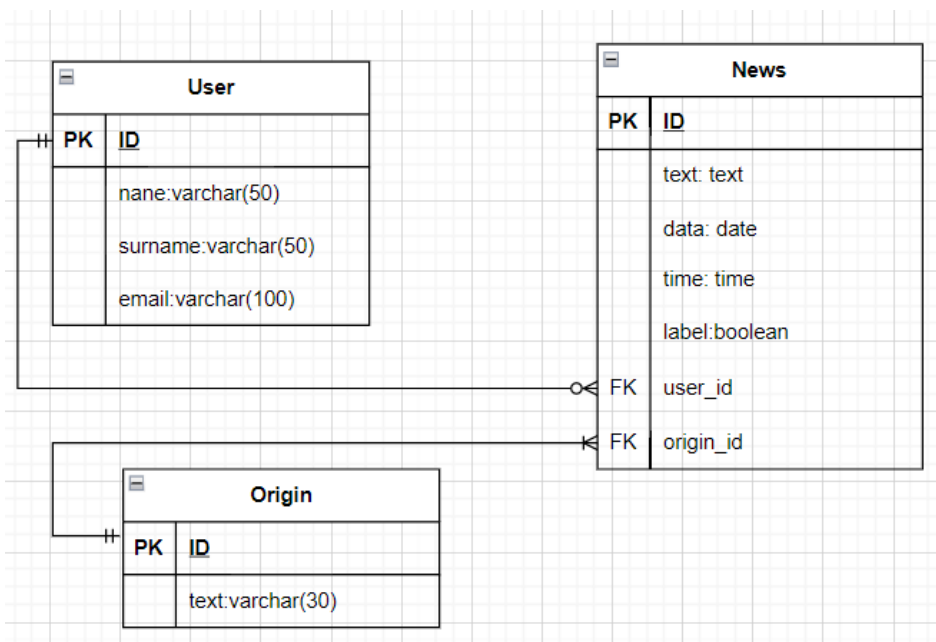 User
PK ID
nane:varchar(50)
surname:varchar(50)
email:varchar(100)
News
PK ID
text: text
data: date
time: time
label:boolean
FK user_id
FK origin_id
Origin
PK ID
text:varchar(30)